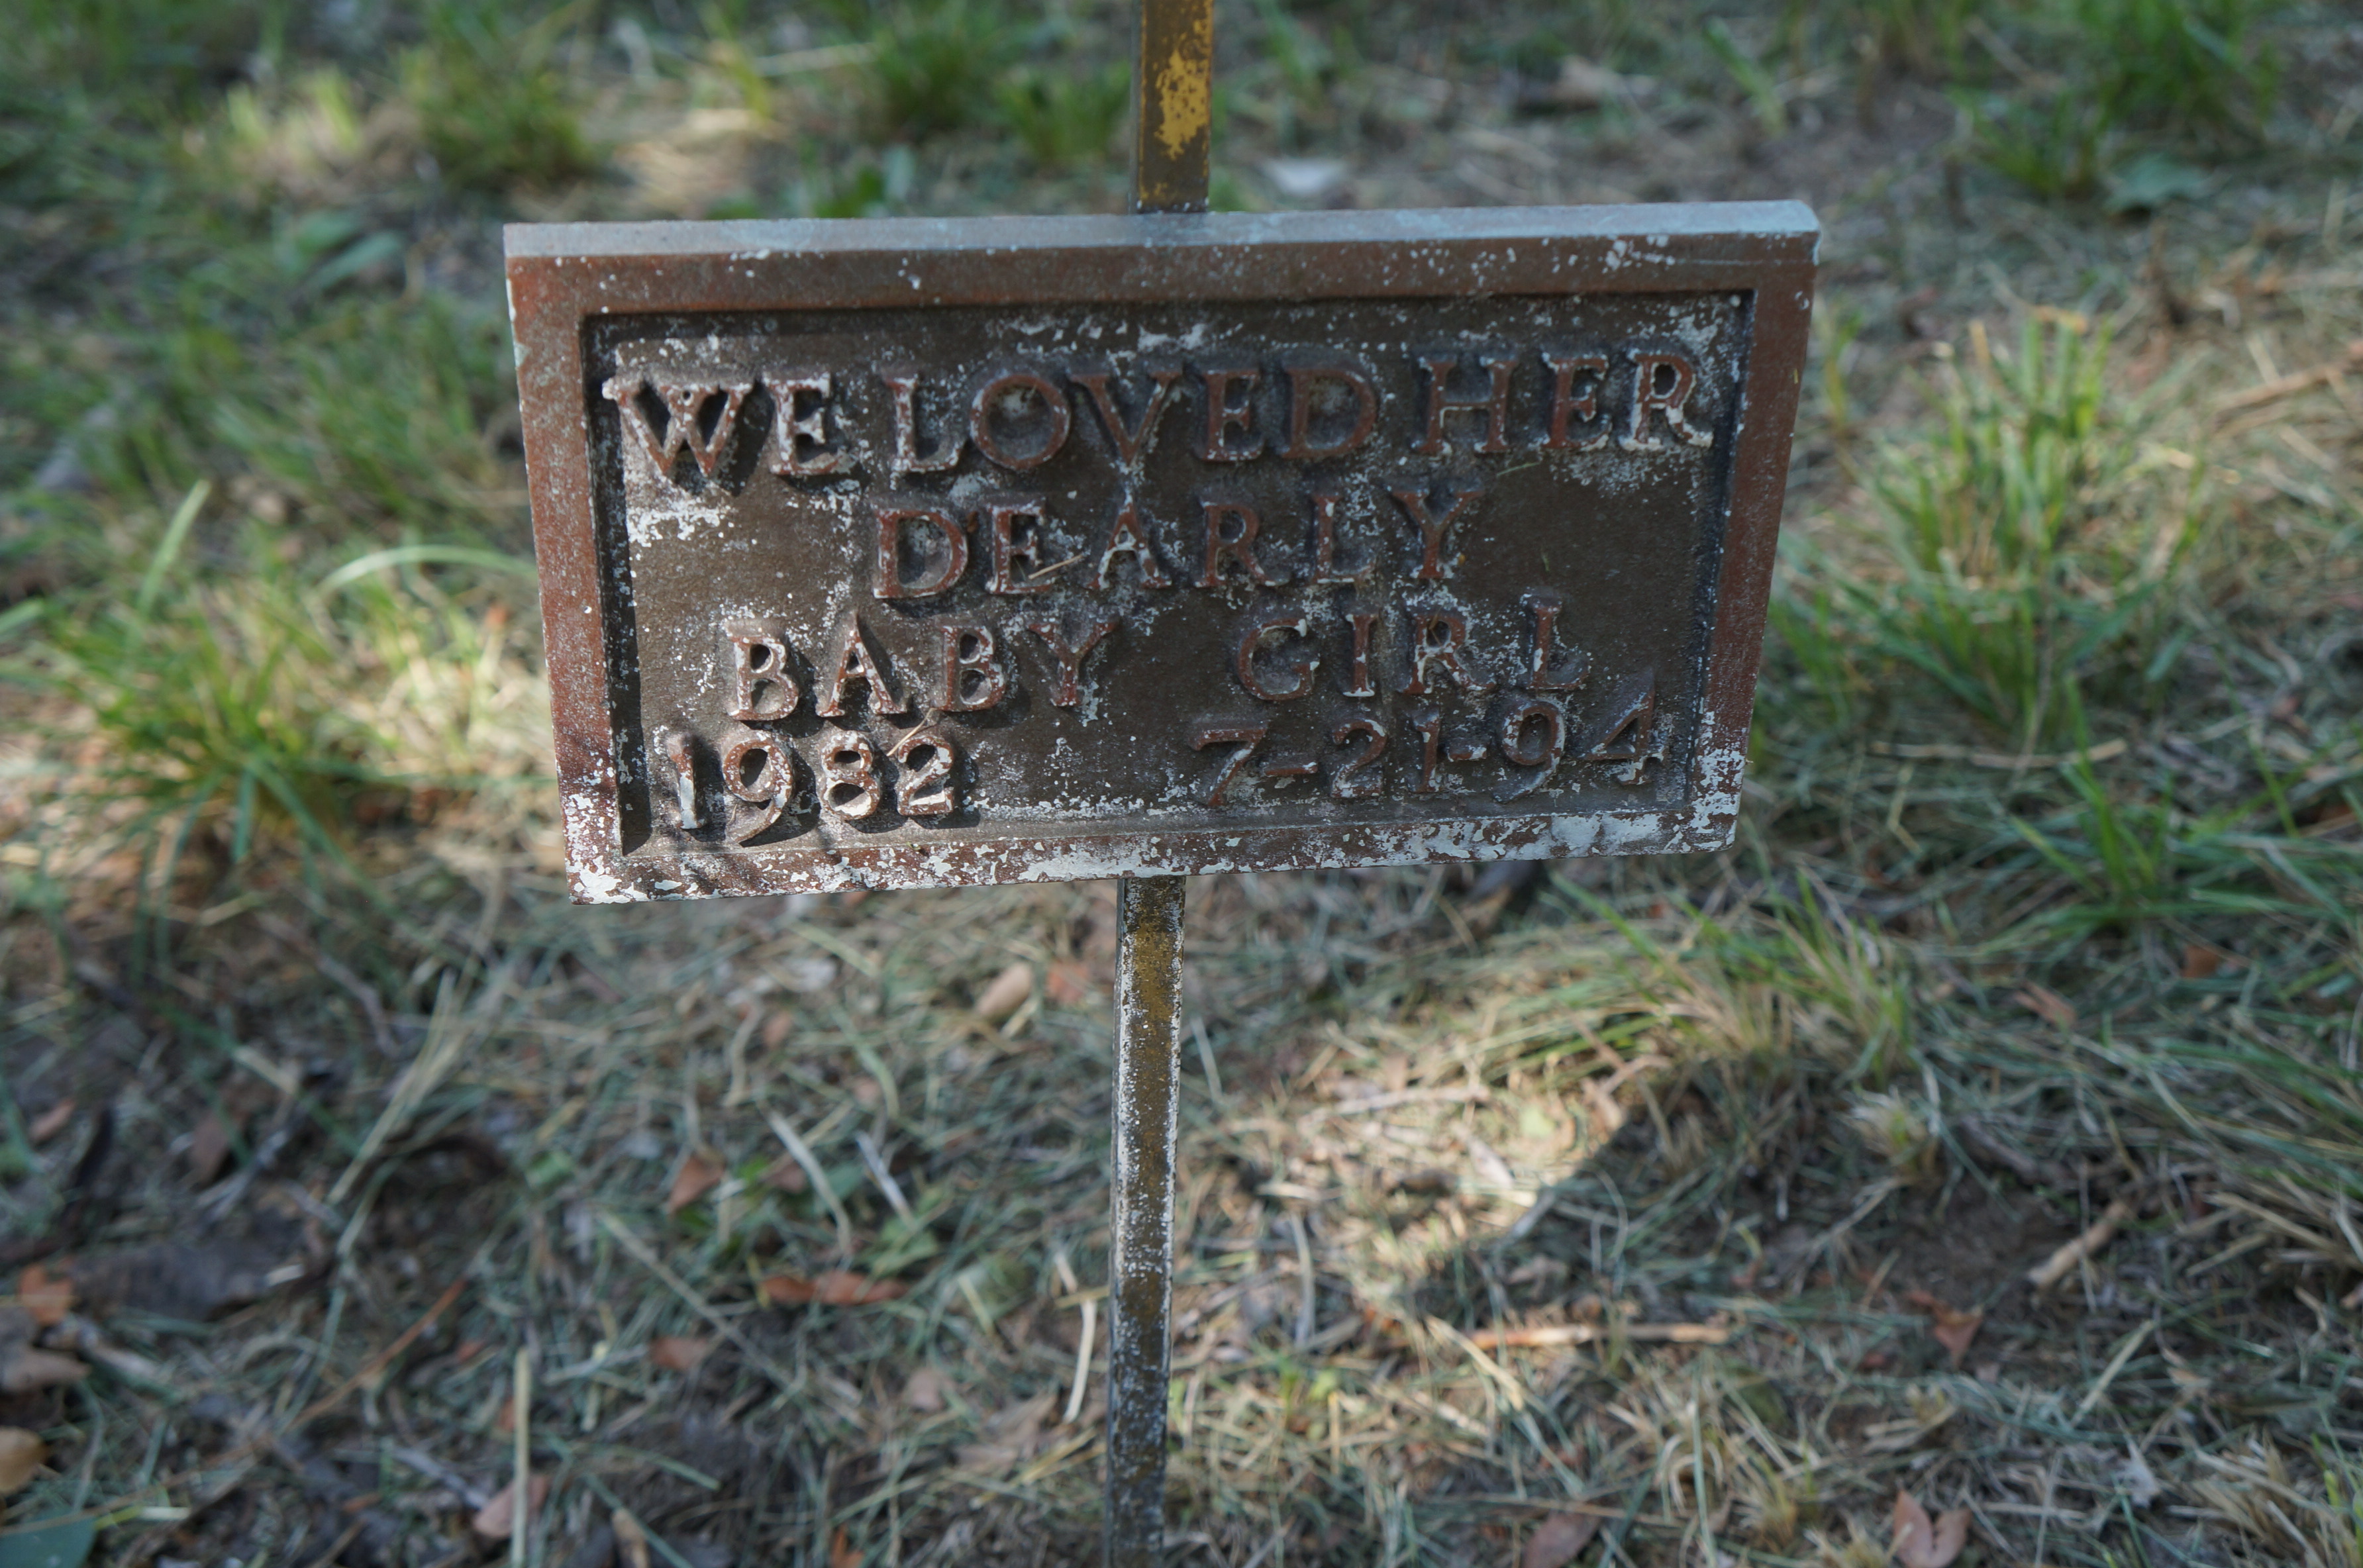 WE LOVED HER
DEARLY
BABY GIRL
1982 7-21-94